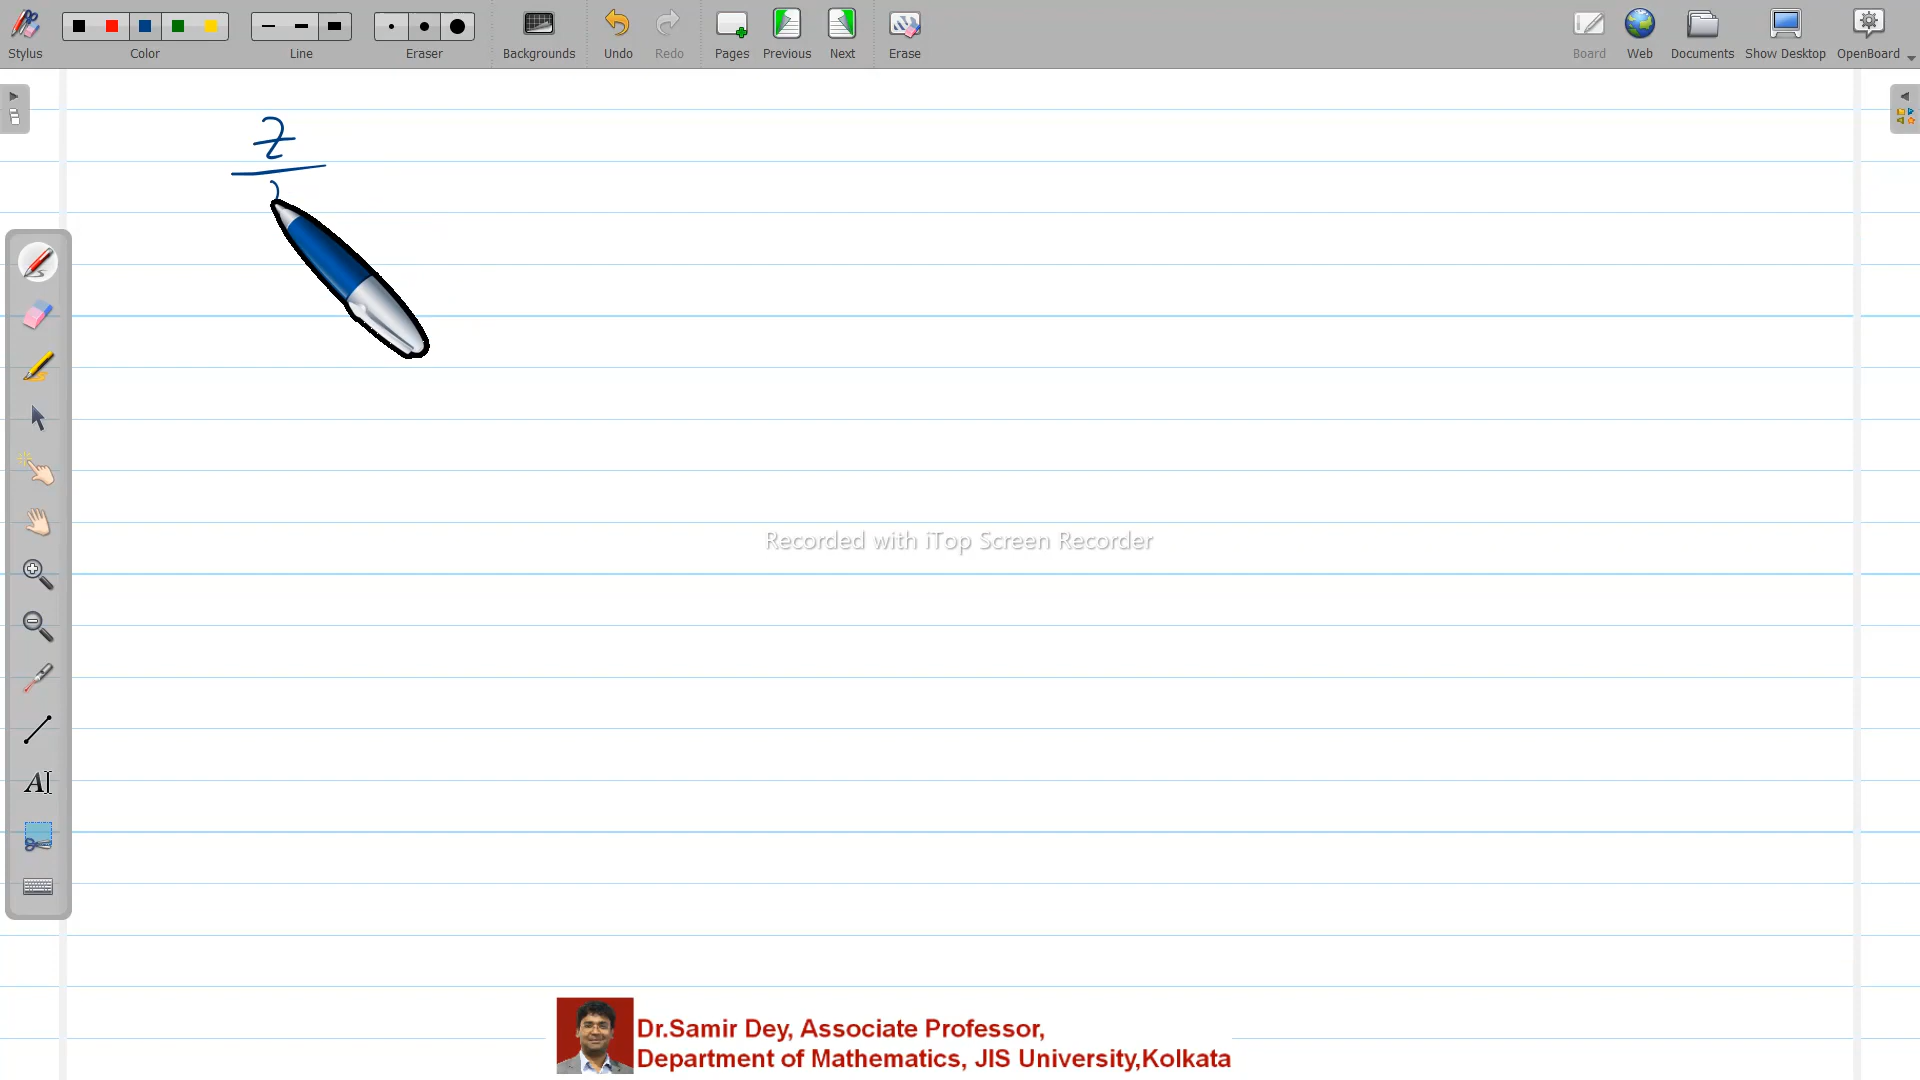 Stylus Color Line Eraser Backgrounds Undo Redo Pages Previous Next Erase Board Web Documents Show Desktop OpenBoard
z
Recorded with iTop Screen Recorder
Dr.Samir Dey, Associate Professor,
Department of Mathematics, JIS University,Kolkata